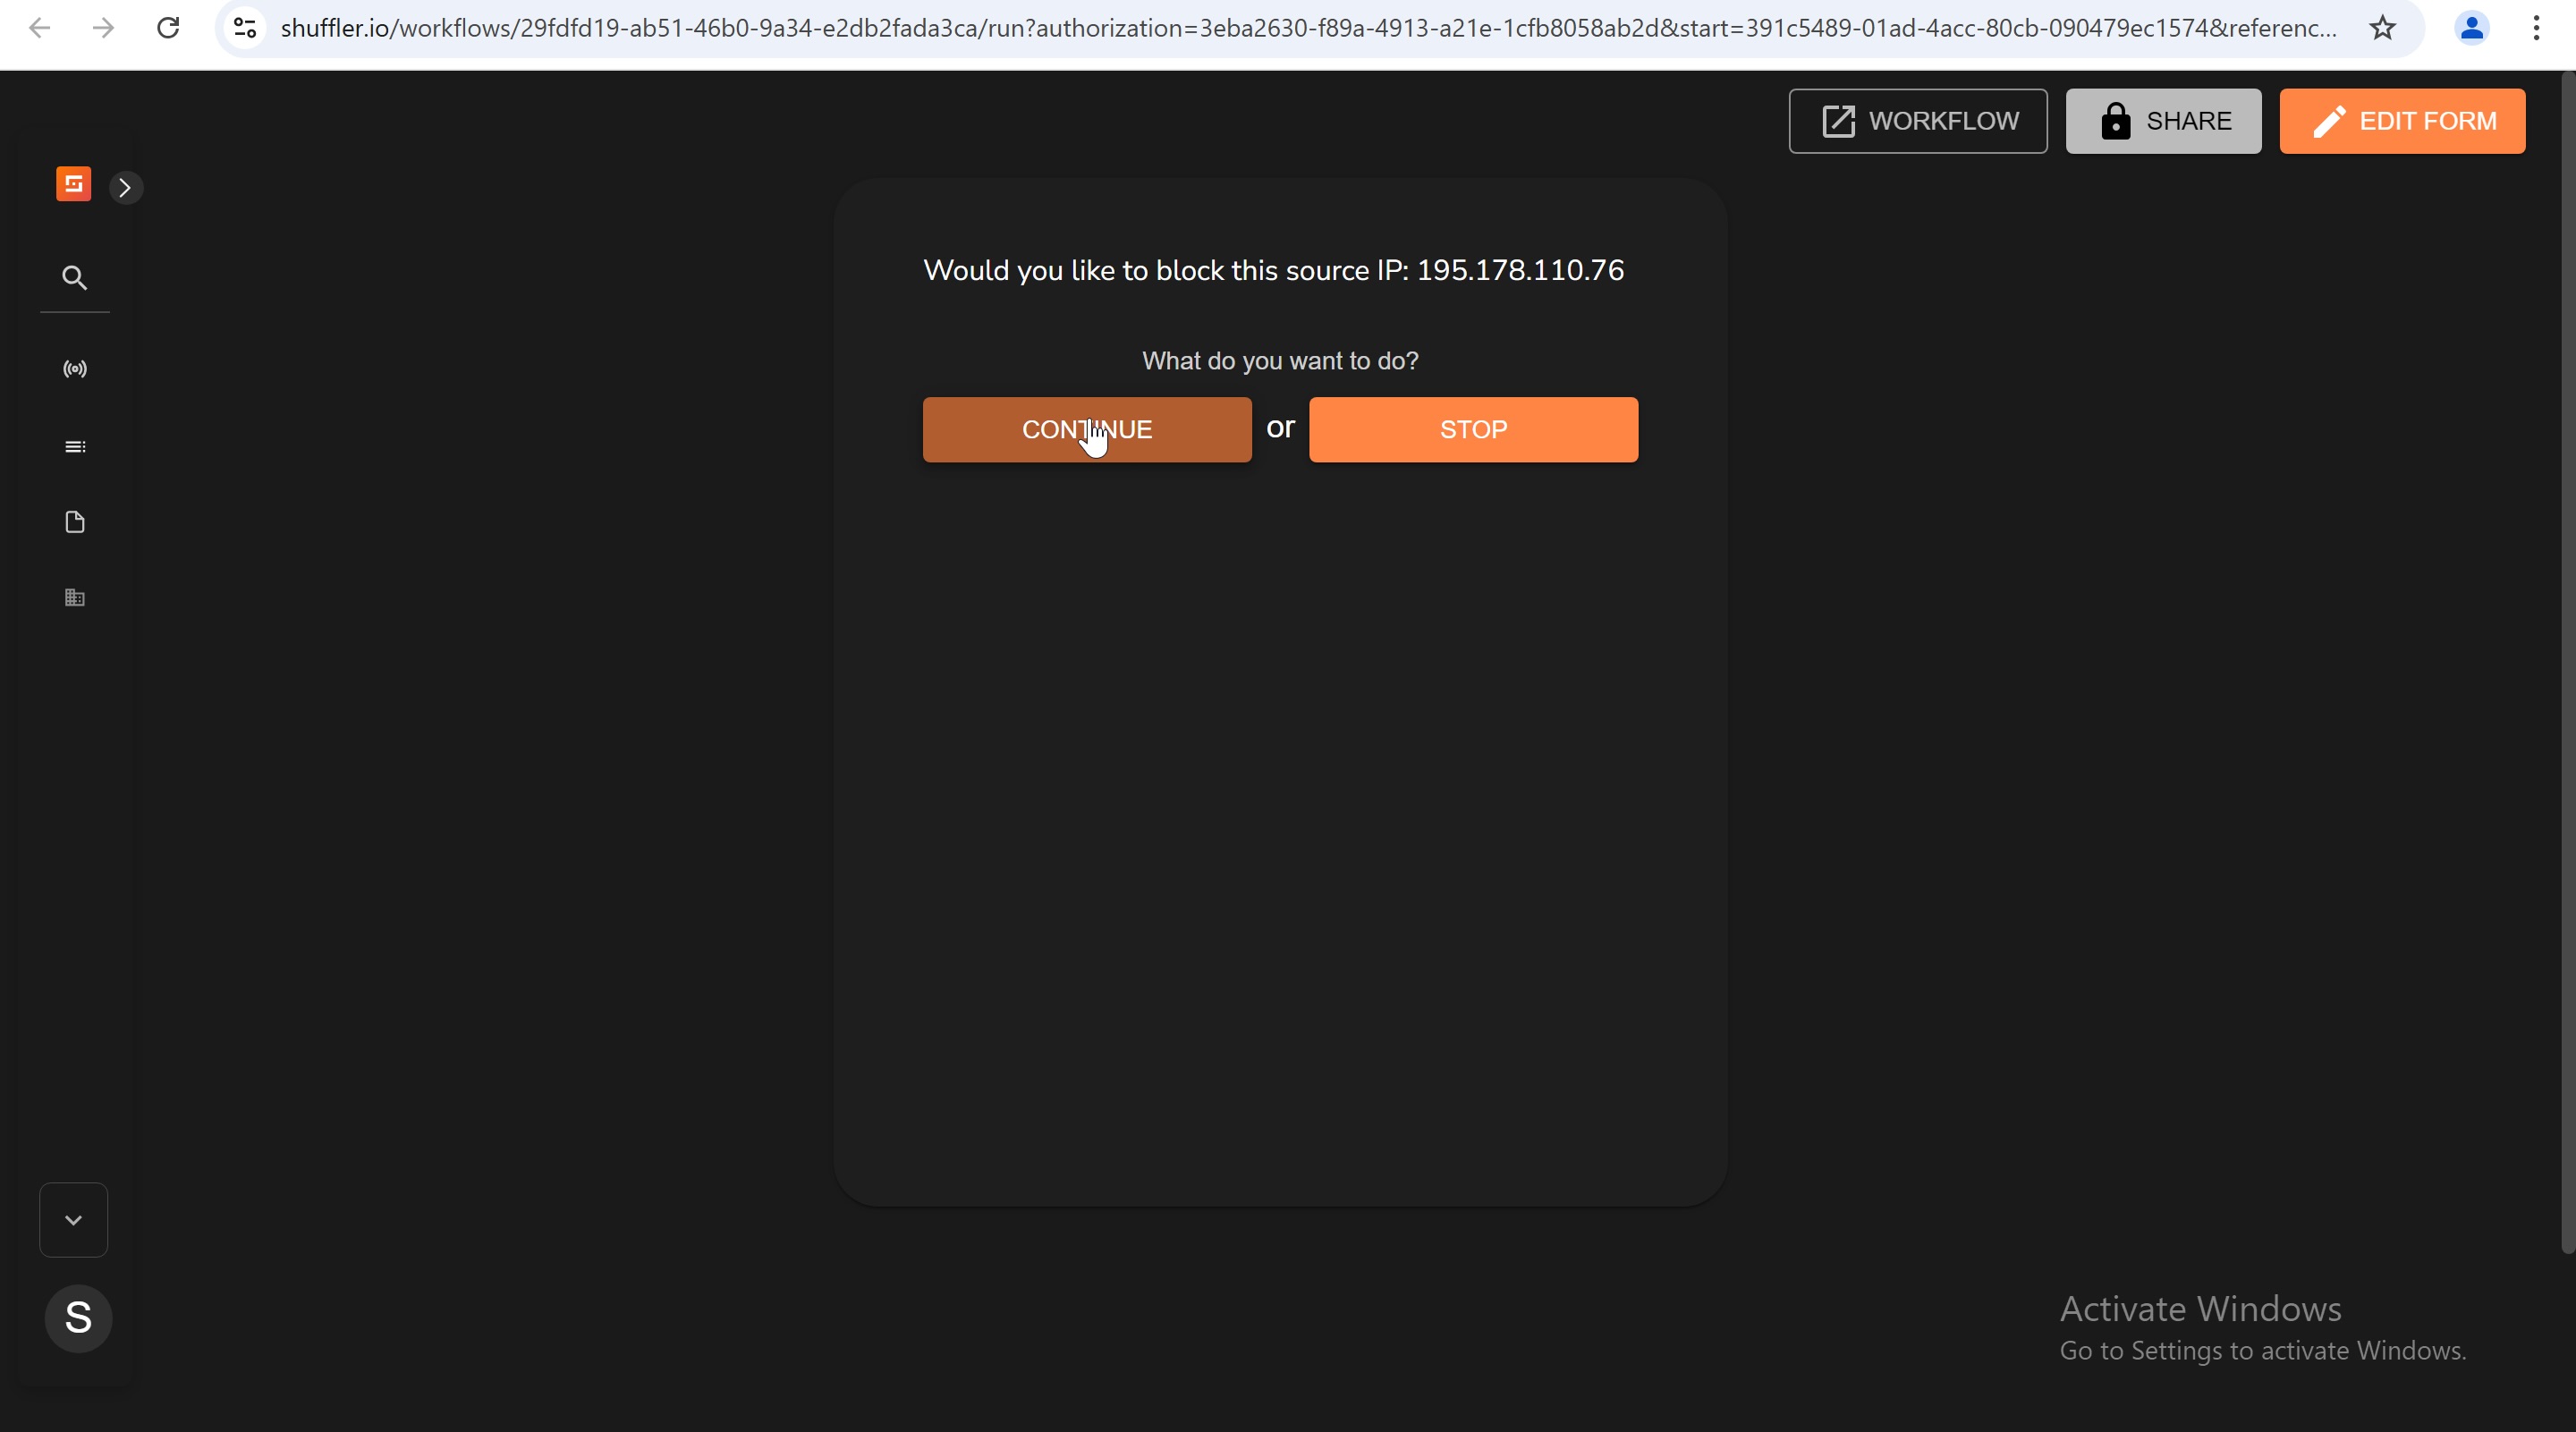 shuffler.io/workflows/29fdfd19-ab51-46b0-9a34-e2db2fada3ca/run?authorization=3eba2630-f89a-4913-a21e-1cfb8058ab2d&start=391c5489-01ad-4acc-80cb-090479ec1574&referenc...
WORKFLOW SHARE EDIT FORM
Would you like to block this source IP: 195.178.110.76
What do you want to do?
CONTINUE or STOP
S
Activate Windows
Go to Settings to activate Windows.